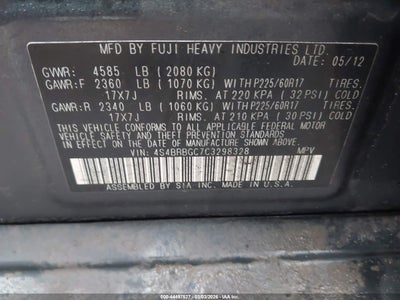 MFD BY FUJI HEAVY INDUSTRIES LTD.
DATE: 05/12
GVWR: 4585 LB (2080 KG)
GAWR:F 2360 LB (1070 KG) WITH P225/60R17 TIRES,
17X7J RIMS. AT 220 KPA (32 PSI) COLD
GAWR:R 2340 LB (1060 KG) WITH P225/60R17 TIRES,
17X7J RIMS. AT 210 KPA (30 PSI) COLD
THIS VEHICLE CONFORMS TO ALL APPLICABLE FEDERAL MOTOR
VEHICLE SAFETY, BUMPER, AND THEFT PREVENTION STANDARDS
IN EFFECT ON THE DATE OF MANUFACTURE SHOWN ABOVE.
VIN: 4S4BRBGC7C3298328 MPV
ASSEMBLED BY SIA INC. MADE IN U.S.A.